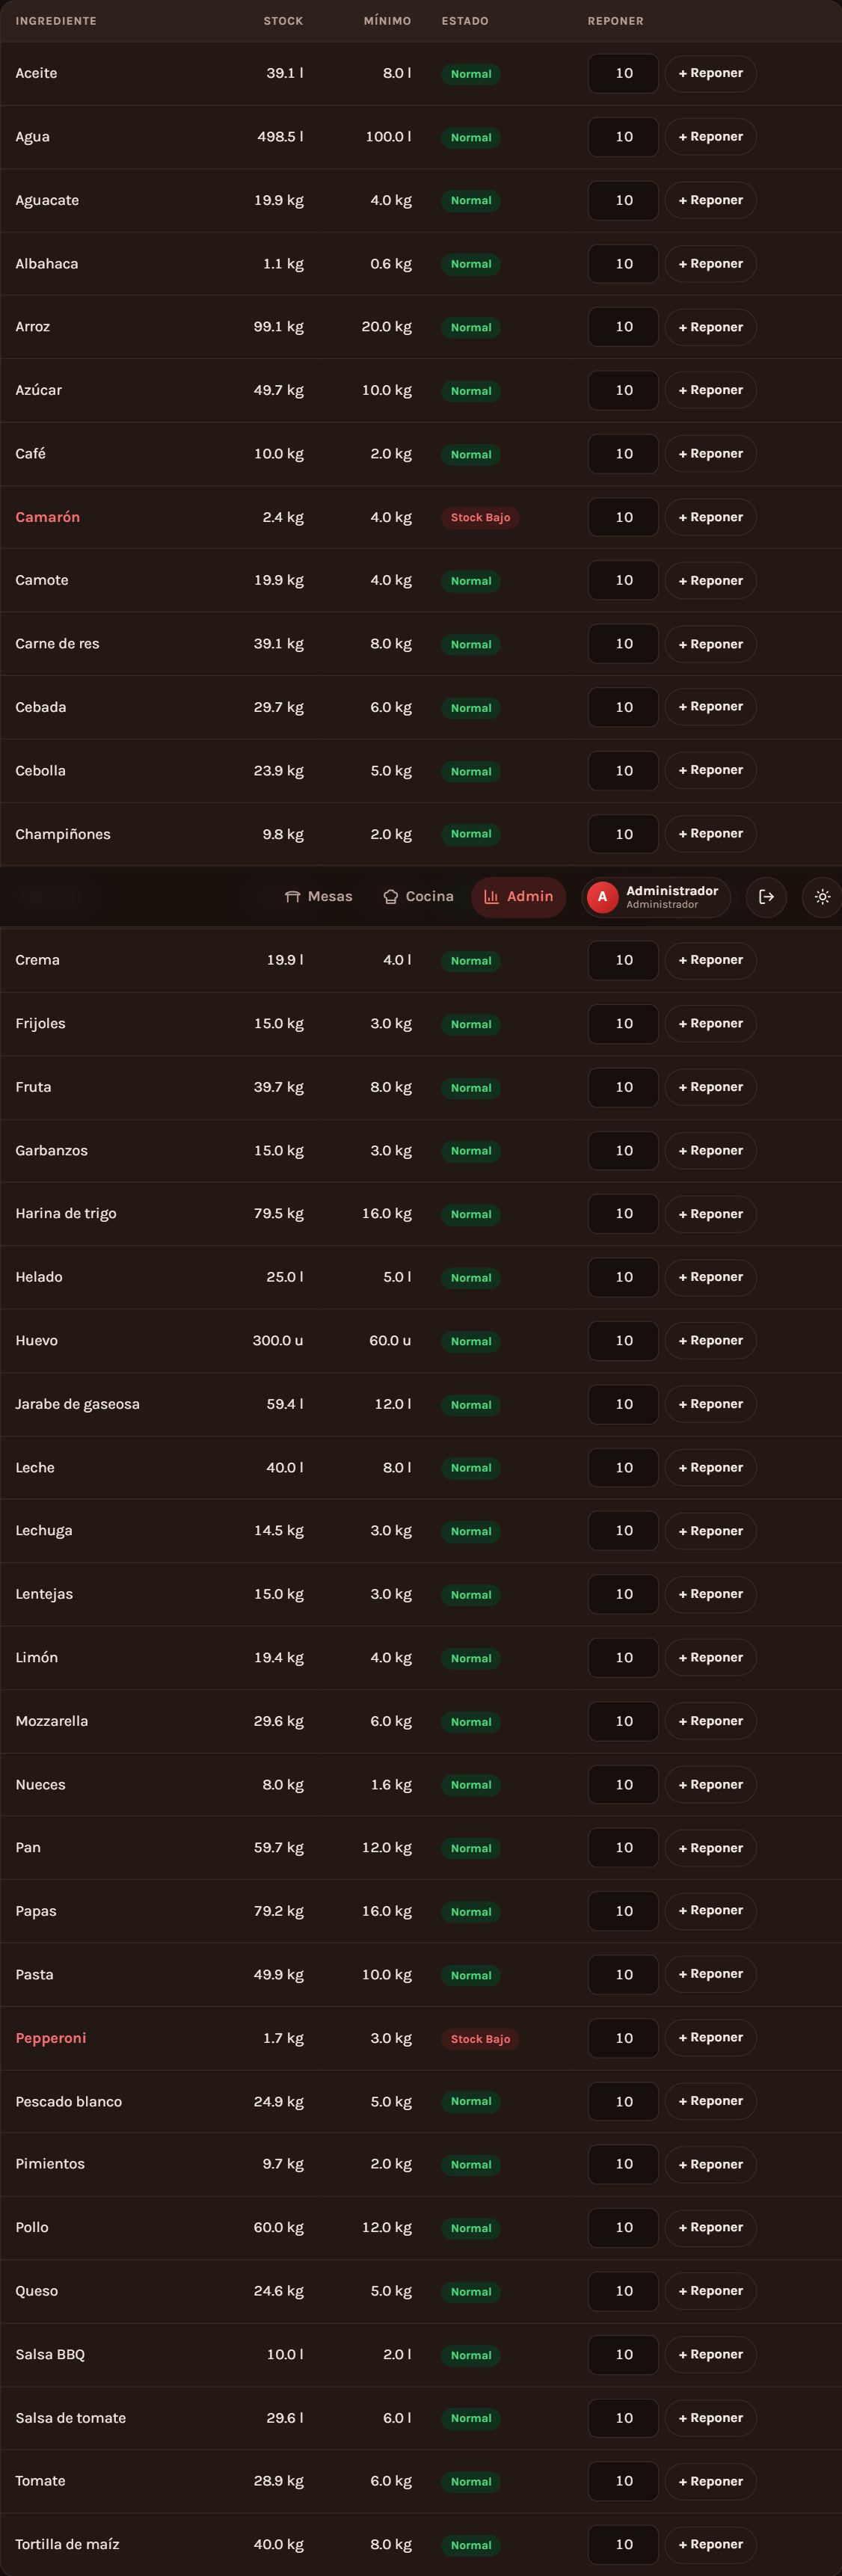 INGREDIENTE STOCK MÍNIMO ESTADO REPONER
Aceite 39.1 l 8.0 l Normal 10 + Reponer
Agua 498.5 l 100.0 l Normal 10 + Reponer
Aguacate 19.9 kg 4.0 kg Normal 10 + Reponer
Albahaca 1.1 kg 0.6 kg Normal 10 + Reponer
Arroz 99.1 kg 20.0 kg Normal 10 + Reponer
Azúcar 49.7 kg 10.0 kg Normal 10 + Reponer
Café 10.0 kg 2.0 kg Normal 10 + Reponer
Camarón 2.4 kg 4.0 kg Stock Bajo 10 + Reponer
Camote 19.9 kg 4.0 kg Normal 10 + Reponer
Carne de res 39.1 kg 8.0 kg Normal 10 + Reponer
Cebada 29.7 kg 6.0 kg Normal 10 + Reponer
Cebolla 23.9 kg 5.0 kg Normal 10 + Reponer
Champiñones 9.8 kg 2.0 kg Normal 10 + Reponer
Mesas Cocina Admin A Administrador
Administrador
Crema 19.9 l 4.0 l Normal 10 + Reponer
Frijoles 15.0 kg 3.0 kg Normal 10 + Reponer
Fruta 39.7 kg 8.0 kg Normal 10 + Reponer
Garbanzos 15.0 kg 3.0 kg Normal 10 + Reponer
Harina de trigo 79.5 kg 16.0 kg Normal 10 + Reponer
Helado 25.0 l 5.0 l Normal 10 + Reponer
Huevo 300.0 u 60.0 u Normal 10 + Reponer
Jarabe de gaseosa 59.4 l 12.0 l Normal 10 + Reponer
Leche 40.0 l 8.0 l Normal 10 + Reponer
Lechuga 14.5 kg 3.0 kg Normal 10 + Reponer
Lentejas 15.0 kg 3.0 kg Normal 10 + Reponer
Limón 19.4 kg 4.0 kg Normal 10 + Reponer
Mozzarella 29.6 kg 6.0 kg Normal 10 + Reponer
Nueces 8.0 kg 1.6 kg Normal 10 + Reponer
Pan 59.7 kg 12.0 kg Normal 10 + Reponer
Papas 79.2 kg 16.0 kg Normal 10 + Reponer
Pasta 49.9 kg 10.0 kg Normal 10 + Reponer
Pepperoni 1.7 kg 3.0 kg Stock Bajo 10 + Reponer
Pescado blanco 24.9 kg 5.0 kg Normal 10 + Reponer
Pimientos 9.7 kg 2.0 kg Normal 10 + Reponer
Pollo 60.0 kg 12.0 kg Normal 10 + Reponer
Queso 24.6 kg 5.0 kg Normal 10 + Reponer
Salsa BBQ 10.0 l 2.0 l Normal 10 + Reponer
Salsa de tomate 29.6 l 6.0 l Normal 10 + Reponer
Tomate 28.9 kg 6.0 kg Normal 10 + Reponer
Tortilla de maíz 40.0 kg 8.0 kg Normal 10 + Reponer